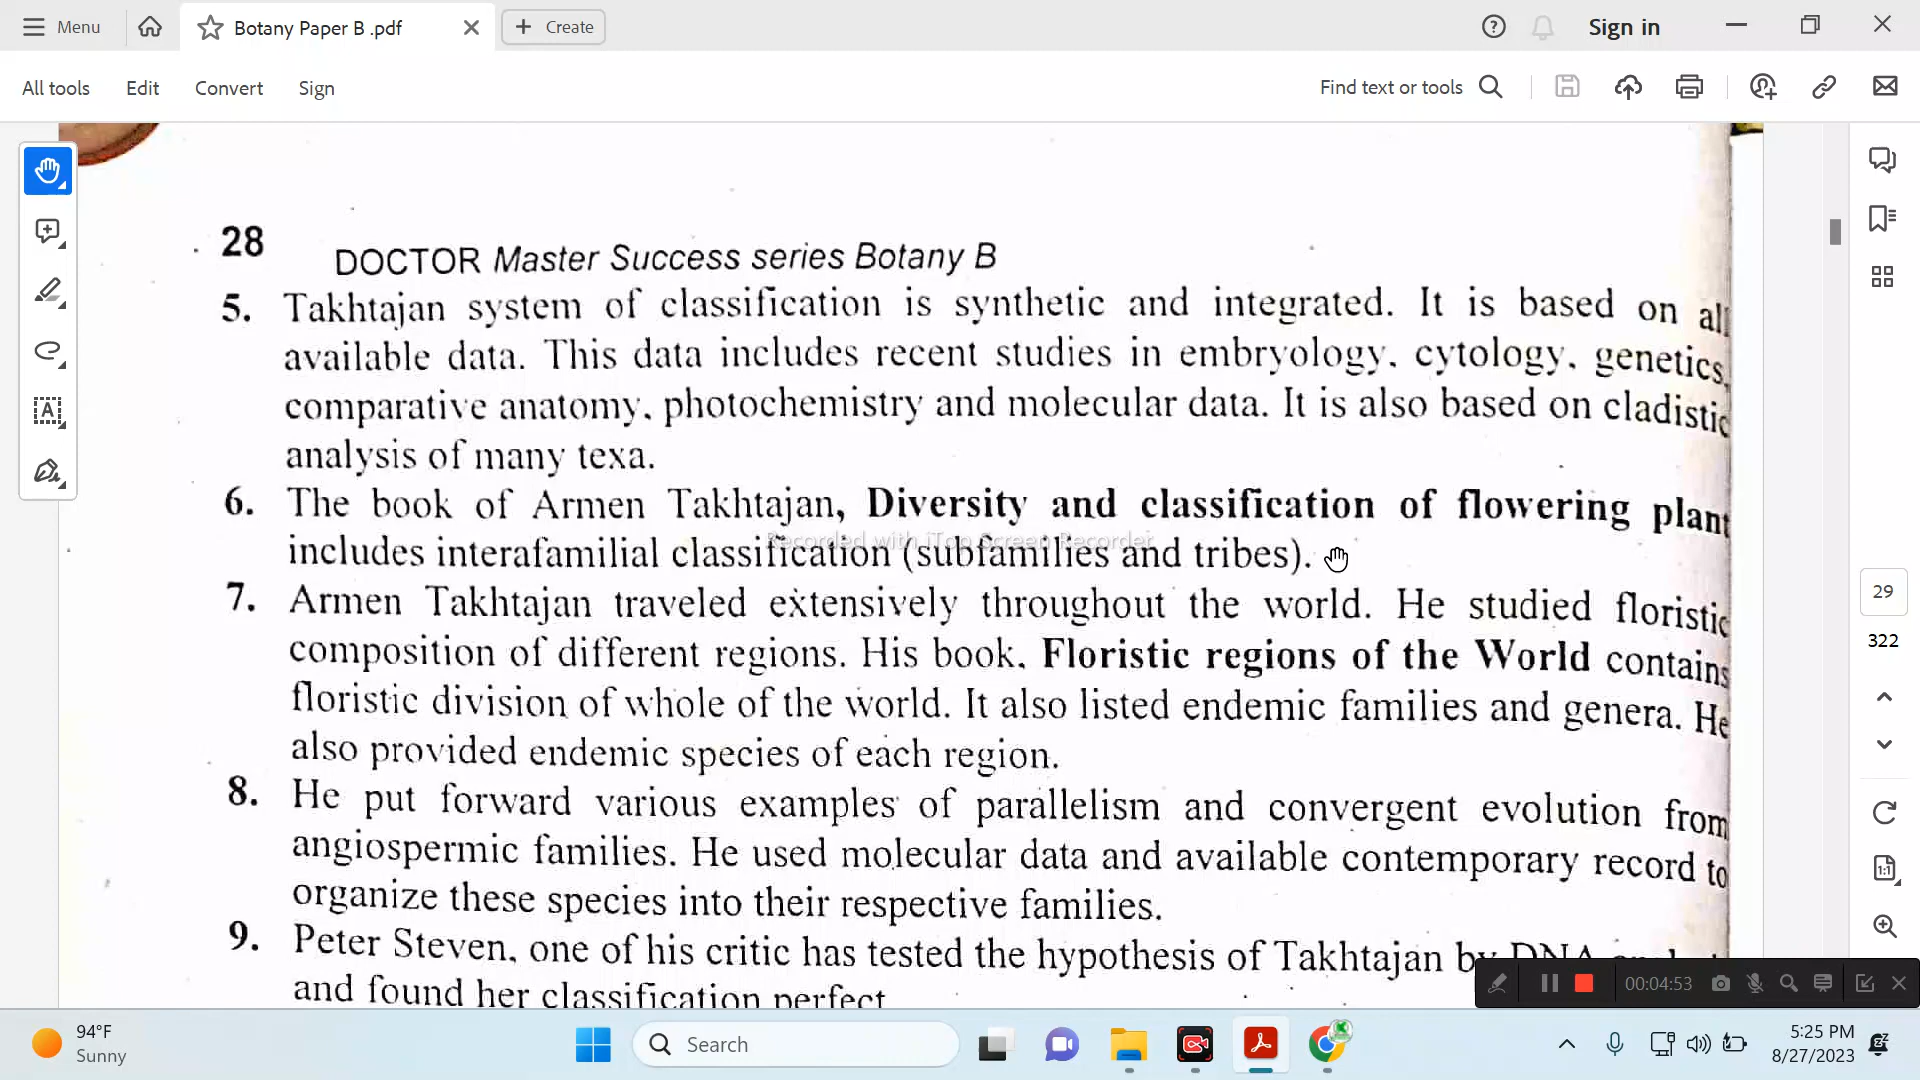 Menu
Botany Paper B .pdf
Create
Sign in
All tools Edit Convert Sign
Find text or tools
28 DOCTOR Master Success series Botany B
5. Takhtajan system of classification is synthetic and integrated. It is based on all
available data. This data includes recent studies in embryology, cytology, genetics,
comparative anatomy, photochemistry and molecular data. It is also based on cladistic
analysis of many texa.
6. The book of Armen Takhtajan, Diversity and classification of flowering plant
includes interafamilial classification (subfamilies and tribes).
Recorded with iTop Screen Recorder
7. Armen Takhtajan traveled extensively throughout the world. He studied floristic
composition of different regions. His book, Floristic regions of the World contains
floristic division of whole of the world. It also listed endemic families and genera. He
also provided endemic species of each region.
8. He put forward various examples of parallelism and convergent evolution from
angiospermic families. He used molecular data and available contemporary record to
organize these species into their respective families.
9. Peter Steven, one of his critic has tested the hypothesis of Takhtajan by DNA
and found her classification perfect
29
322
1:1
00:04:53
94°F
Sunny
Search
5:25 PM
8/27/2023